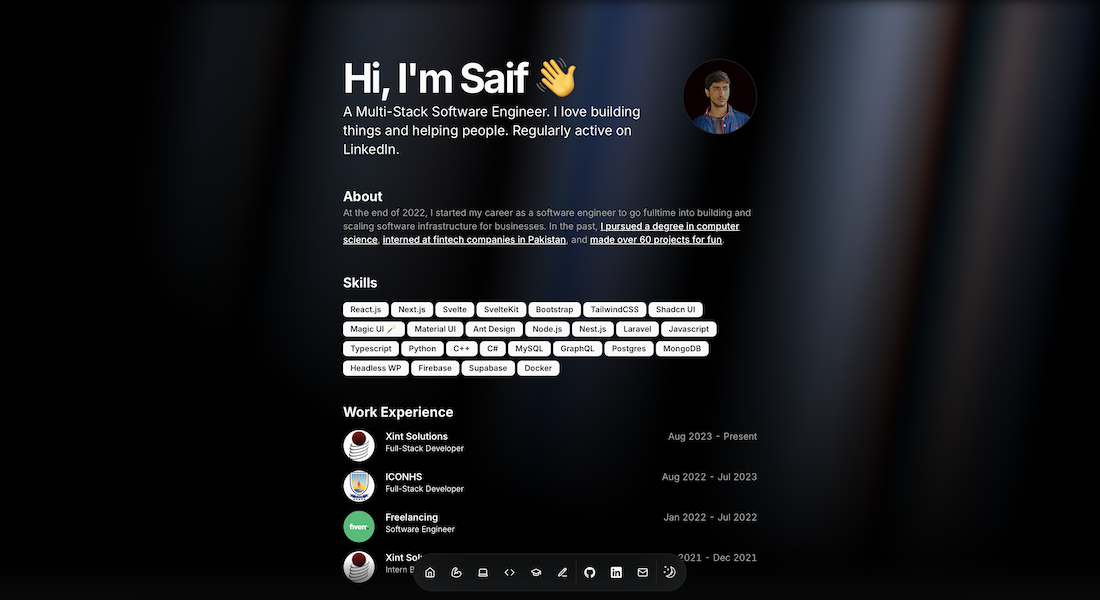 Hi, I'm Saif 👋
A Multi-Stack Software Engineer. I love building
things and helping people. Regularly active on
LinkedIn.
About
At the end of 2022, I started my career as a software engineer to go fulltime into building and
scaling software infrastructure for businesses. In the past, I pursued a degree in computer
science, interned at fintech companies in Pakistan, and made over 60 projects for fun.
Skills
React.js Next.js Svelte SvelteKit Bootstrap TailwindCSS Shadcn UI
Magic UI 🪄 Material UI Ant Design Node.js Nest.js Laravel Javascript
Typescript Python C++ C# MySQL GraphQL Postgres MongoDB
Headless WP Firebase Supabase Docker
Work Experience
Xint Solutions Aug 2023 - Present
Full-Stack Developer
ICONHS Aug 2022 - Jul 2023
Full-Stack Developer
fiverr.
Freelancing Jan 2022 - Jul 2022
Software Engineer
Xint 2021 - Dec 2021
Intern